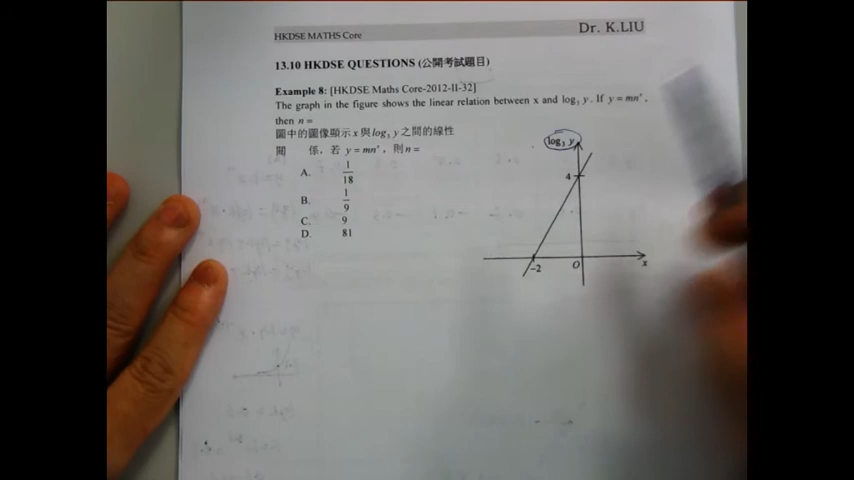 HKDSE MATHS Core
Dr. K.LIU
13.10 HKDSE QUESTIONS (公開考試題目)
Example 8: [HKDSE Maths Core-2012-II-32]
The graph in the figure shows the linear relation between x and log₃ y. If y = mnˣ,
then n =
圖中的圖像顯示 x 與 log₃ y 之間的線性
關 係，若 y = mnˣ，則 n =
A. 1/18
B. 1/9
C. 9
D. 81
log₃ y
4
-2
O
x